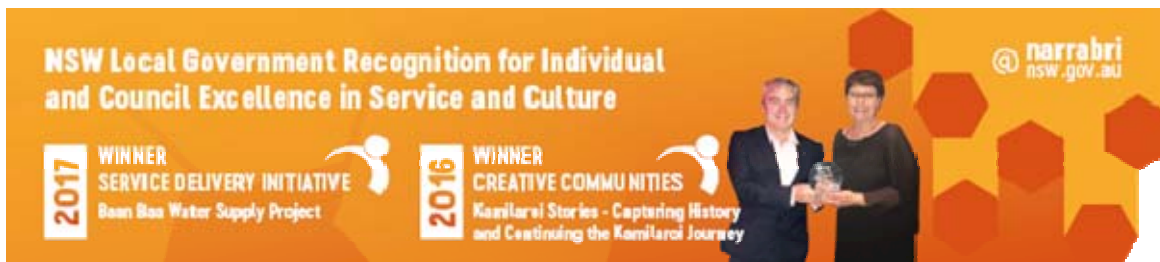 NSW Local Government Recognition for Individual
and Council Excellence in Service and Culture
@ narrabri
nsw.gov.au
2017
WINNER
SERVICE DELIVERY INITIATIVE
Baan Baa Water Supply Project
2016
WINNER
CREATIVE COMMUNITIES
Kamilaroi Stories - Capturing History
and Continuing the Kamilaroi Journey